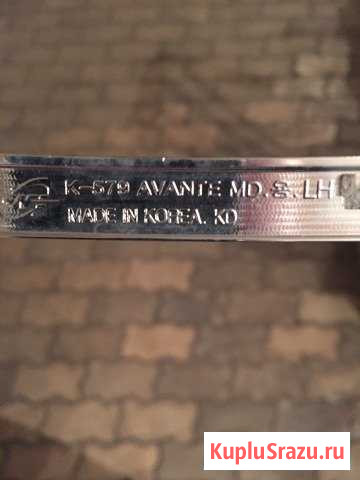 K-579 AVANTE MD. LH
MADE IN KOREA. KD
KupluSrazu.ru